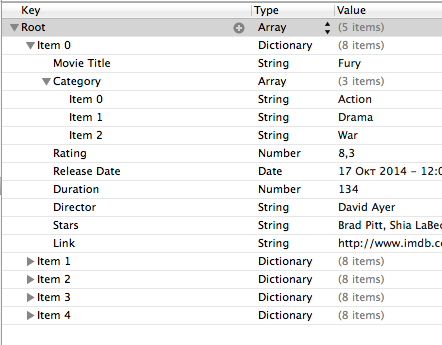 Key Type Value
Root Array (5 items)
Item 0 Dictionary (8 items)
Movie Title String Fury
Category Array (3 items)
Item 0 String Action
Item 1 String Drama
Item 2 String War
Rating Number 8,3
Release Date Date 17 Окт 2014 – 12:0
Duration Number 134
Director String David Ayer
Stars String Brad Pitt, Shia LaBeo
Link String http://www.imdb.c
Item 1 Dictionary (8 items)
Item 2 Dictionary (8 items)
Item 3 Dictionary (8 items)
Item 4 Dictionary (8 items)